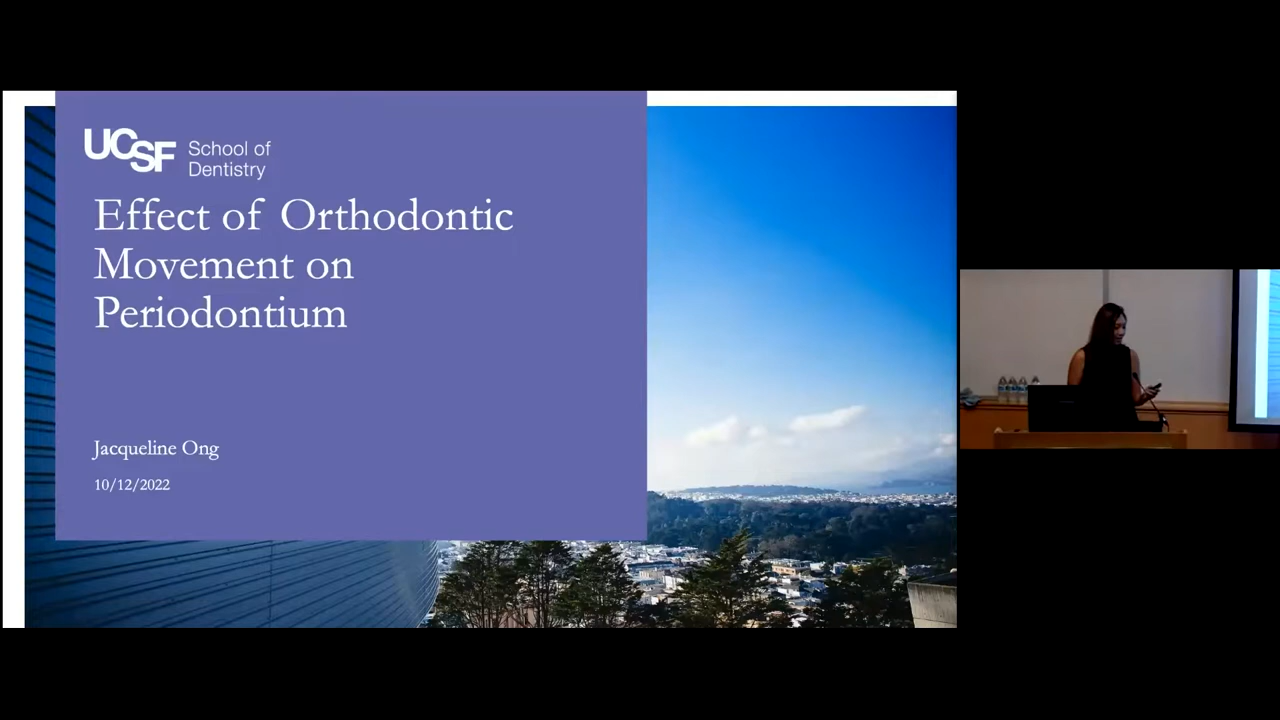 UCSF School of
Dentistry
Effect of Orthodontic
Movement on
Periodontium
Jacqueline Ong
10/12/2022